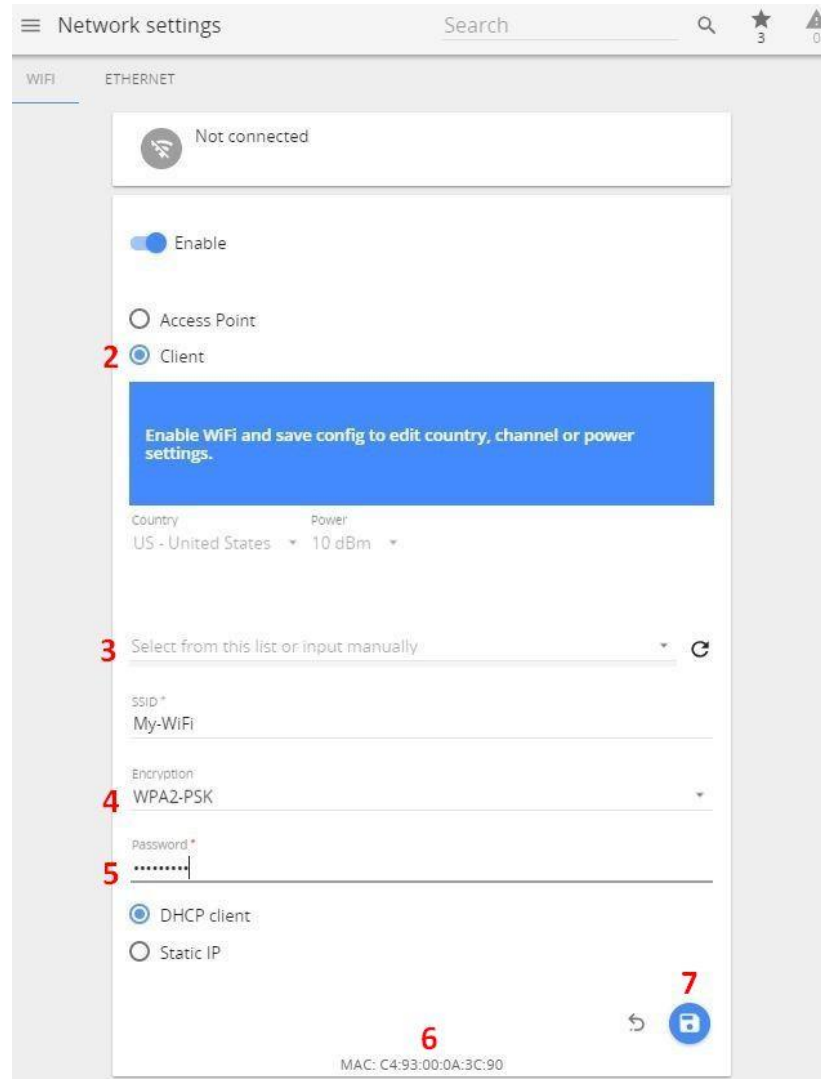 Network settings
Search
3
0
WIFI
ETHERNET
Not connected
Enable
Access Point
2
Client
Enable WiFi and save config to edit country, channel or power
settings.
Country
Power
US - United States
10 dBm
3
Select from this list or input manually
SSID *
My-WiFi
Encryption
4
WPA2-PSK
Password *
5
•••••••••
DHCP client
Static IP
7
6
MAC: C4:93:00:0A:3C:90